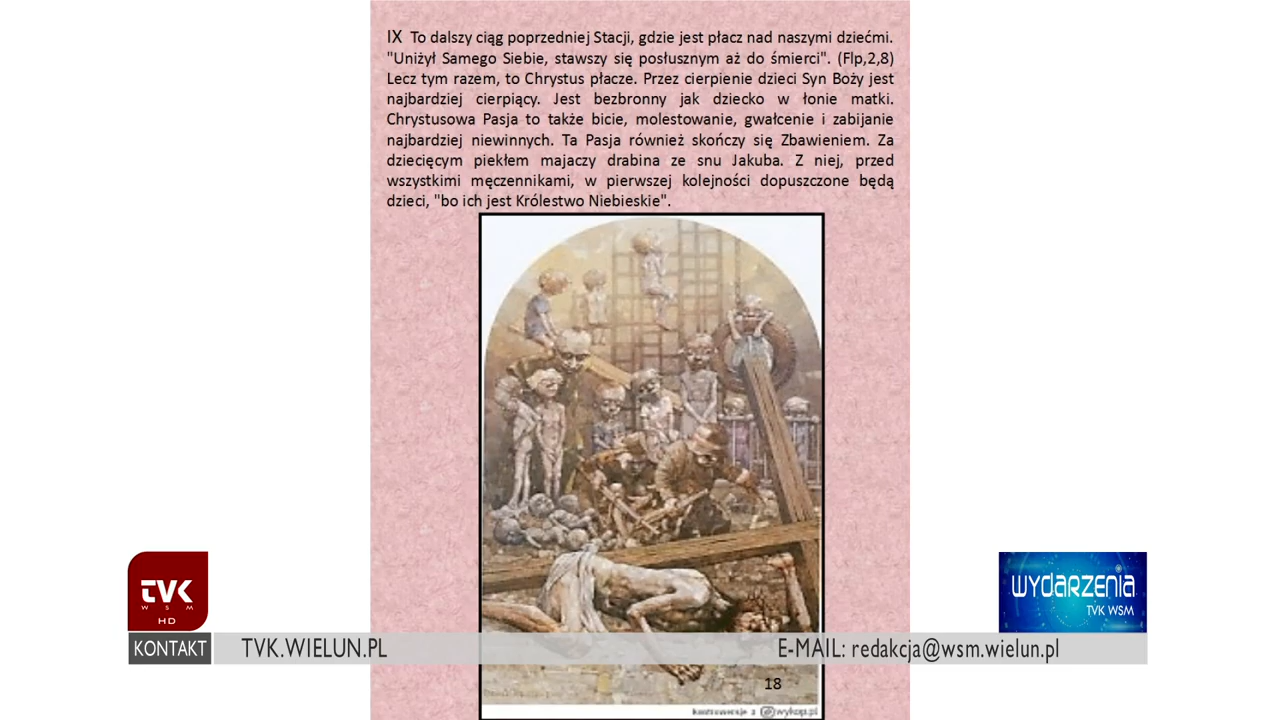 IX To dalszy ciąg poprzedniej Stacji, gdzie jest płacz nad naszymi dziećmi.
"Uniżył Samego Siebie, stawszy się posłusznym aż do śmierci". (Flp,2,8)
Lecz tym razem, to Chrystus płacze. Przez cierpienie dzieci Syn Boży jest
najbardziej cierpiący. Jest bezbronny jak dziecko w łonie matki.
Chrystusowa Pasja to także bicie, molestowanie, gwałcenie i zabijanie
najbardziej niewinnych. Ta Pasja również skończy się Zbawieniem. Za
dziecięcym piekłem majaczy drabina ze snu Jakuba. Z niej, przed
wszystkimi męczennikami, w pierwszej kolejności dopuszczone będą
dzieci, "bo ich jest Królestwo Niebieskie".
tvk
W S M
HD
WYDARZENIA
TVK WSM
KONTAKT TVK.WIELUN.PL E-MAIL: redakcja@wsm.wielun.pl
18
kontrowersje z wykop.pl